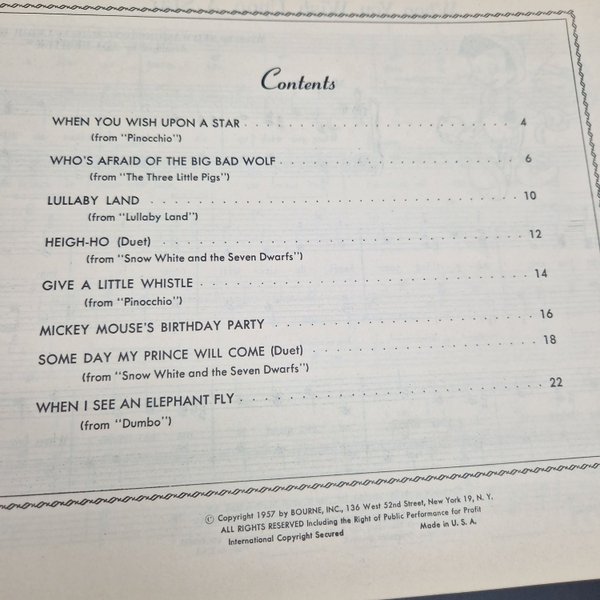 Contents
WHEN YOU WISH UPON A STAR 4
(from "Pinocchio")
WHO'S AFRAID OF THE BIG BAD WOLF 6
(from "The Three Little Pigs")
LULLABY LAND 10
(from "Lullaby Land")
HEIGH-HO (Duet) 12
(from "Snow White and the Seven Dwarfs")
GIVE A LITTLE WHISTLE 14
(from "Pinocchio")
MICKEY MOUSE'S BIRTHDAY PARTY 16
SOME DAY MY PRINCE WILL COME (Duet) 18
(from "Snow White and the Seven Dwarfs")
WHEN I SEE AN ELEPHANT FLY 22
(from "Dumbo")
© Copyright 1957 by BOURNE, INC., 136 West 52nd Street, New York 19, N. Y.
ALL RIGHTS RESERVED Including the Right of Public Performance for Profit
International Copyright Secured Made in U. S. A.